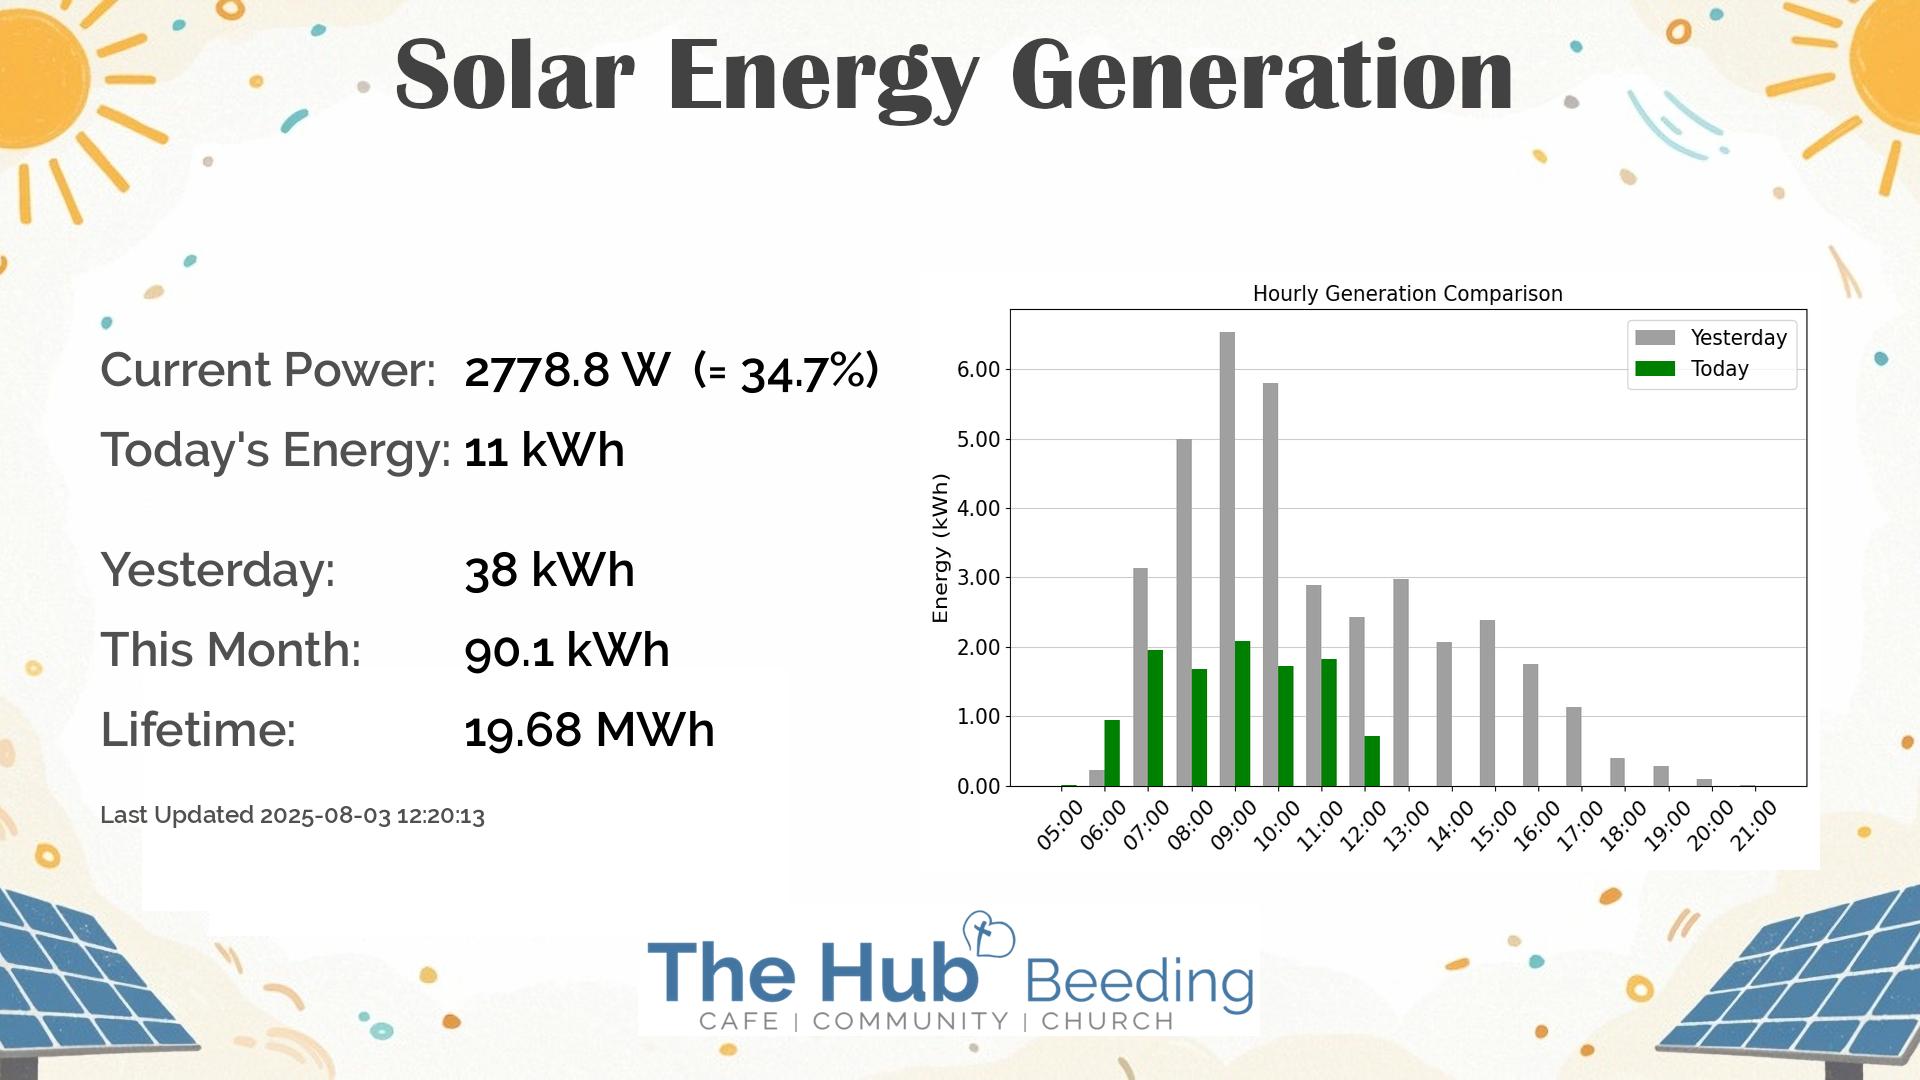 Solar Energy Generation
Current Power: 2778.8 W (= 34.7%)
Today's Energy: 11 kWh
Yesterday: 38 kWh
This Month: 90.1 kWh
Lifetime: 19.68 MWh
Last Updated 2025-08-03 12:20:13
Hourly Generation Comparison
Yesterday
Today
Energy (kWh)
6.00
5.00
4.00
3.00
2.00
1.00
0.00
05:00 06:00 07:00 08:00 09:00 10:00 11:00 12:00 13:00 14:00 15:00 16:00 17:00 18:00 19:00 20:00 21:00
The Hub Beeding
CAFE | COMMUNITY | CHURCH